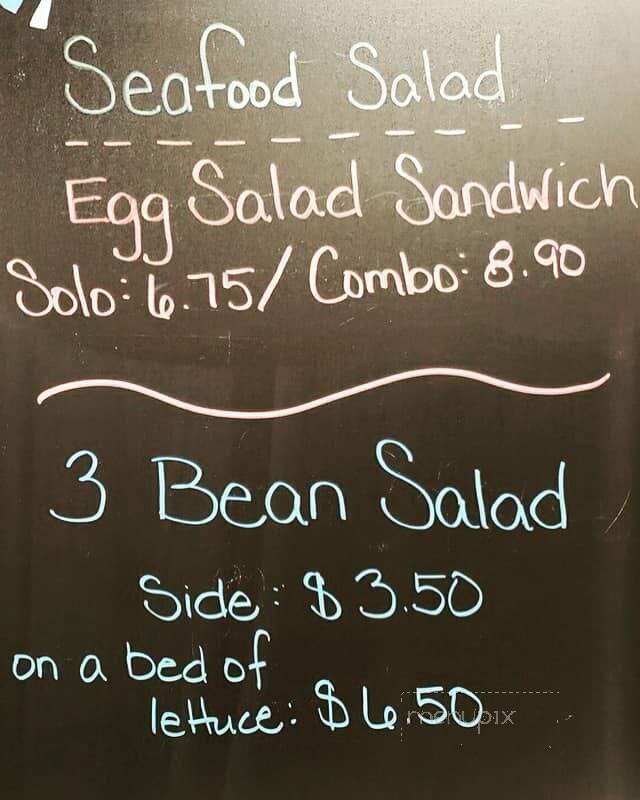 Seafood Salad
Egg Salad Sandwich
Solo: 6.75/ Combo: 8.90
3 Bean Salad
Side: $3.50
on a bed of
lettuce: $6.50
menupix